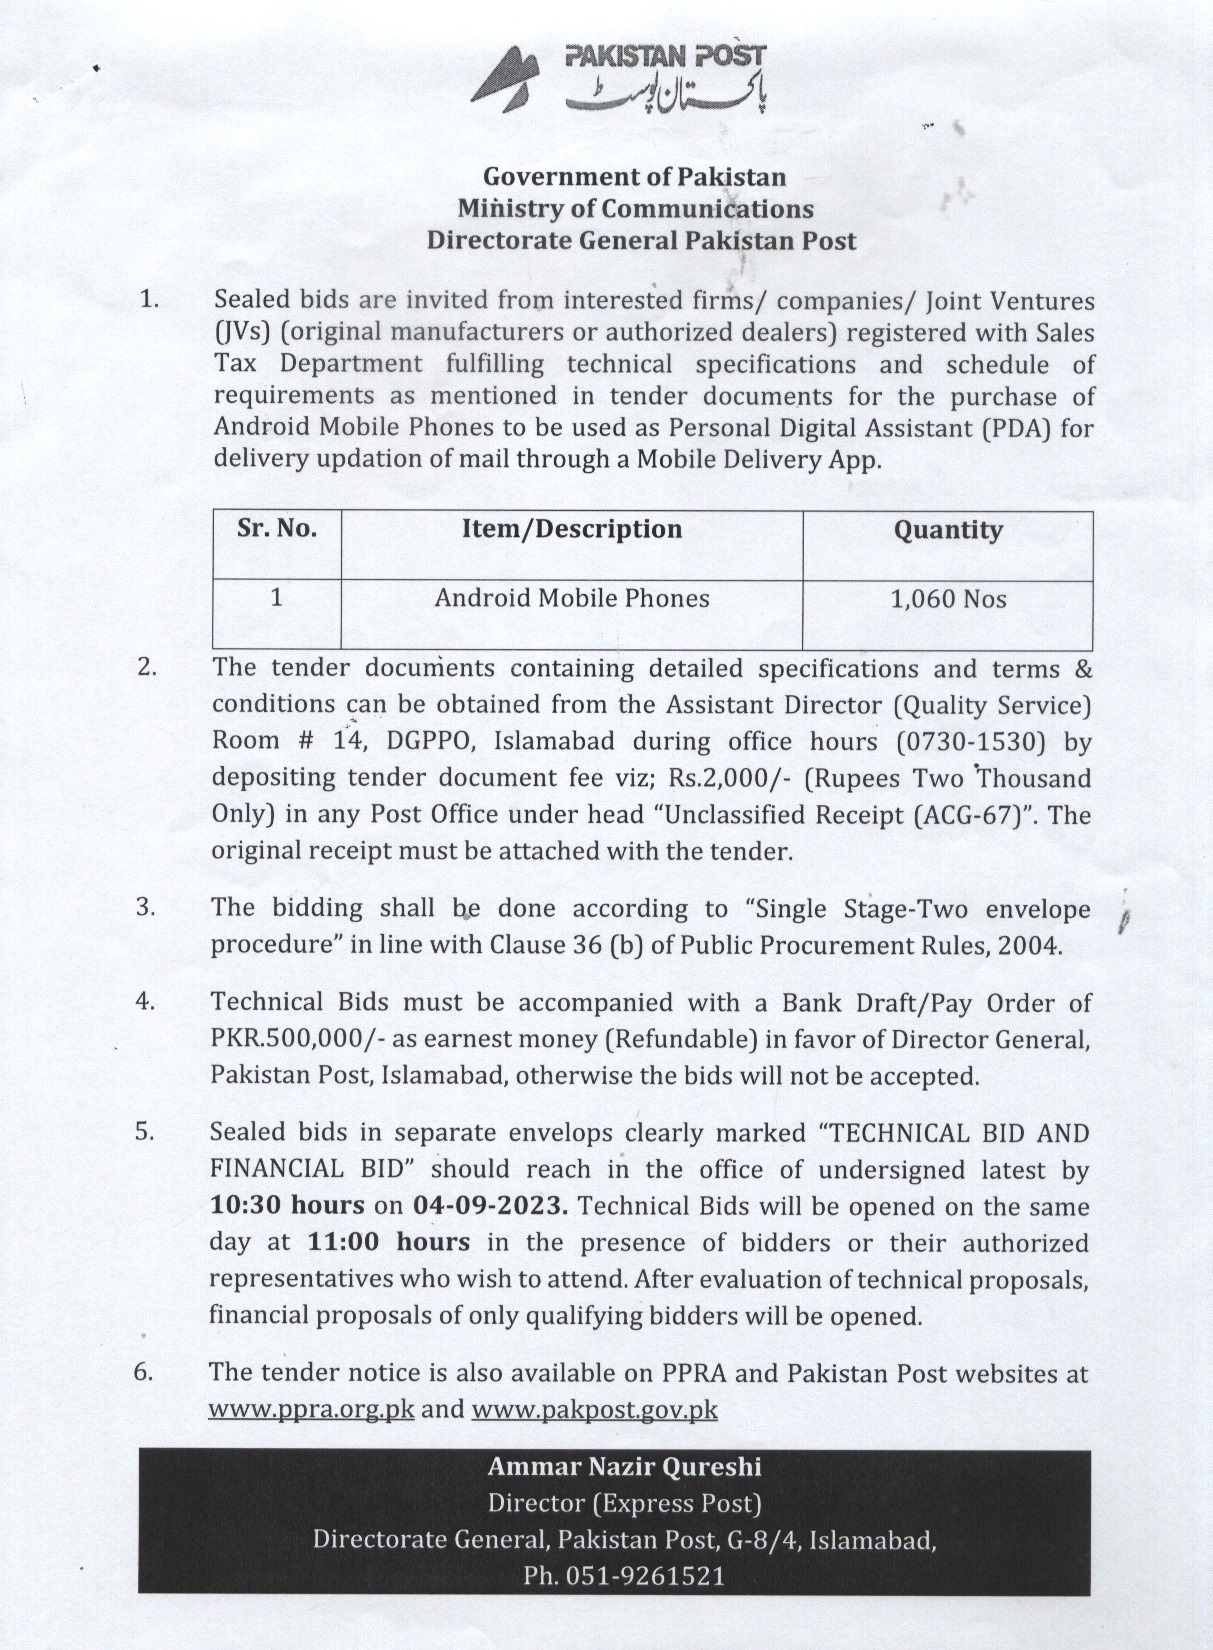 PAKISTAN POST
پاکستان پوسٹ
Government of Pakistan
Ministry of Communications
Directorate General Pakistan Post
1. Sealed bids are invited from interested firms/ companies/ Joint Ventures
(JVs) (original manufacturers or authorized dealers) registered with Sales
Tax Department fulfilling technical specifications and schedule of
requirements as mentioned in tender documents for the purchase of
Android Mobile Phones to be used as Personal Digital Assistant (PDA) for
delivery updation of mail through a Mobile Delivery App.
Sr. No. Item/Description Quantity
1 Android Mobile Phones 1,060 Nos
2. The tender documents containing detailed specifications and terms &
conditions can be obtained from the Assistant Director (Quality Service)
Room # 14, DGPPO, Islamabad during office hours (0730-1530) by
depositing tender document fee viz; Rs.2,000/- (Rupees Two Thousand
Only) in any Post Office under head “Unclassified Receipt (ACG-67)”. The
original receipt must be attached with the tender.
3. The bidding shall be done according to “Single Stage-Two envelope
procedure” in line with Clause 36 (b) of Public Procurement Rules, 2004.
4. Technical Bids must be accompanied with a Bank Draft/Pay Order of
PKR.500,000/- as earnest money (Refundable) in favor of Director General,
Pakistan Post, Islamabad, otherwise the bids will not be accepted.
5. Sealed bids in separate envelops clearly marked “TECHNICAL BID AND
FINANCIAL BID” should reach in the office of undersigned latest by
10:30 hours on 04-09-2023. Technical Bids will be opened on the same
day at 11:00 hours in the presence of bidders or their authorized
representatives who wish to attend. After evaluation of technical proposals,
financial proposals of only qualifying bidders will be opened.
6. The tender notice is also available on PPRA and Pakistan Post websites at
www.ppra.org.pk and www.pakpost.gov.pk
Ammar Nazir Qureshi
Director (Express Post)
Directorate General, Pakistan Post, G-8/4, Islamabad,
Ph. 051-9261521